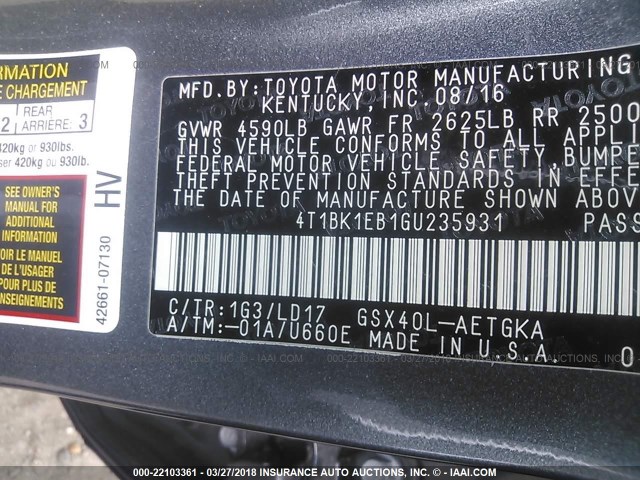 ORMATION
E CHARGEMENT
2 REAR ARRIÈRE: 3
420kg or 930lbs.
ser 420kg ou 930lb.
SEE OWNER'S
MANUAL FOR
ADDITIONAL
INFORMATION
VOIR LE MANUEL
DE L'USAGER
POUR PLUS DE
RENSEIGNEMENTS
42661-07130 HV
MFD. BY: TOYOTA MOTOR MANUFACTURING
KENTUCKY, INC. 08/16
GVWR 4590LB GAWR FR 2625LB RR 2500
THIS VEHICLE CONFORMS TO ALL APPLI
FEDERAL MOTOR VEHICLE SAFETY, BUMPE
THEFT PREVENTION STANDARDS IN EFFE
THE DATE OF MANUFACTURE SHOWN ABOV
4T1BK1EB1GU235931 PASS
C/TR: 1G3/LD17 GSX40L-AETGKA
A/TM: -01A/U660E MADE IN U.S.A. 0
000-22103361 - 03/27/2018 - INSURANCE AUTO AUCTIONS, INC. - IAAI.COM